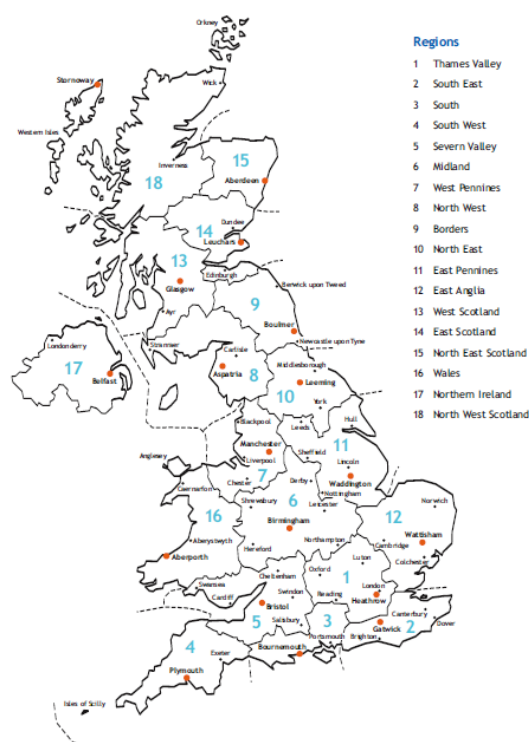 Orkney
Stornoway
Wick
Western Isles
Inverness
15
Aberdeen
18
14
Dundee
Leuchars
13
Edinburgh
Glasgow
Berwick upon Tweed
9
Ayr
Boulmer
Stranraer
Newcastle upon Tyne
Londonderry
Carlisle
17
Belfast
Aspatria
8
Middlesborough
Leeming
10
York
Blackpool
Leeds
Hull
Manchester
Sheffield
11
Anglesey
Liverpool
Lincoln
Chester
7
Derby
Waddington
Caernarfon
Nottingham
Shrewsbury
6
Leicester
Norwich
16
12
Birmingham
Aberystwyth
Northampton
Cambridge
Wattisham
Aberporth
Hereford
Luton
Colchester
Cheltenham
Oxford
1
Swansea
Swindon
London
Cardiff
Reading
Heathrow
Bristol
Canterbury
5
Salisbury
3
Gatwick
2
Dover
4
Portsmouth
Brighton
Exeter
Bournemouth
Plymouth
Isles of Scilly
Regions
1 Thames Valley
2 South East
3 South
4 South West
5 Severn Valley
6 Midland
7 West Pennines
8 North West
9 Borders
10 North East
11 East Pennines
12 East Anglia
13 West Scotland
14 East Scotland
15 North East Scotland
16 Wales
17 Northern Ireland
18 North West Scotland